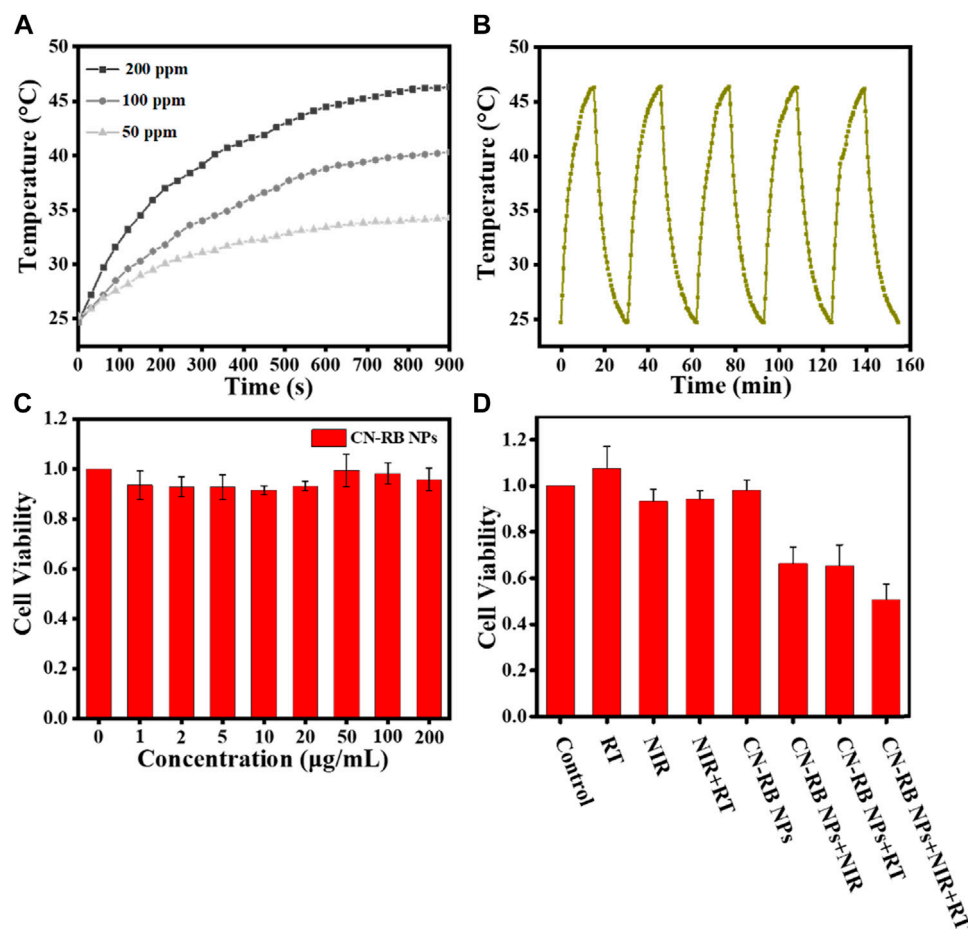 A
50
45
40
35
30
25
Temperature (°C)
200 ppm
100 ppm
50 ppm
0 100 200 300 400 500 600 700 800 900
Time (s)
B
50
45
40
35
30
25
Temperature (°C)
0 20 40 60 80 100 120 140 160
Time (min)
C
1.2
1.0
0.8
0.6
0.4
0.2
0.0
Cell Viability
CN-RB NPs
0 1 2 5 10 20 50 100 200
Concentration (µg/mL)
D
1.2
1.0
0.8
0.6
0.4
0.2
0.0
Cell Viability
Control
RT
NIR
NIR+RT
CN-RB NPs
CN-RB NPs+NIR
CN-RB NPs+RT
CN-RB NPs+NIR+RT